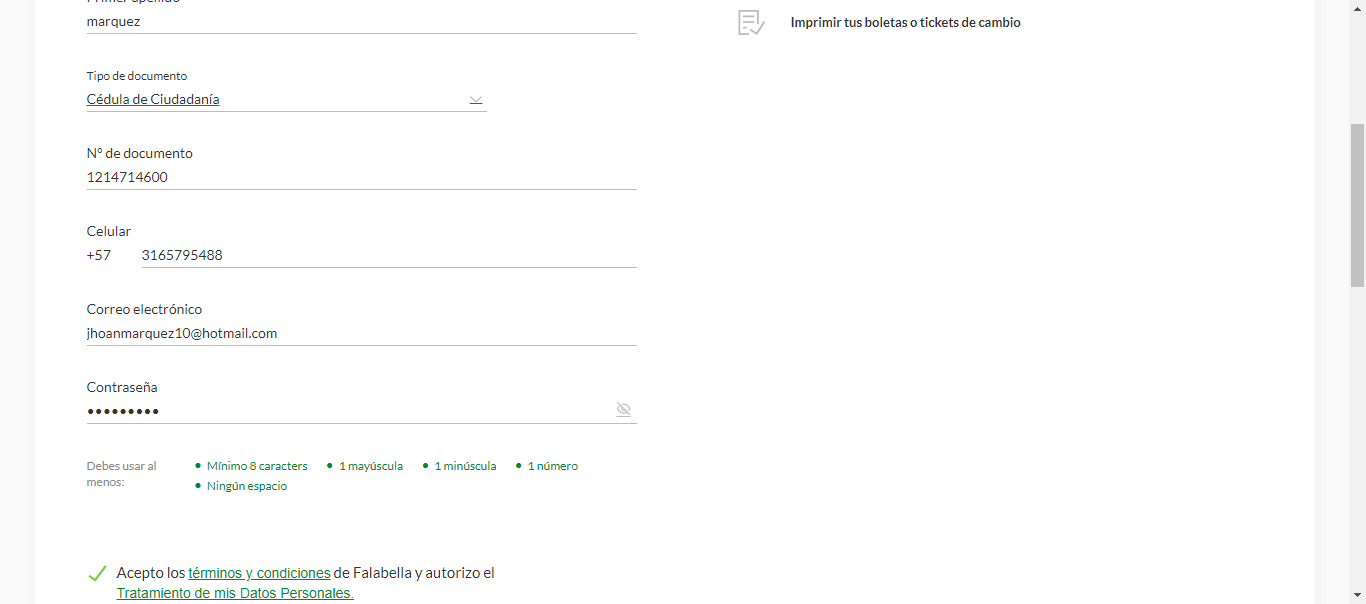 Primer apellido
marquez
Imprimir tus boletas o tickets de cambio
Tipo de documento
Cédula de Ciudadanía
N° de documento
1214714600
Celular
+57 3165795488
Correo electrónico
jhoanmarquez10@hotmail.com
Contraseña
•••••••••
Debes usar al menos:
• Mínimo 8 caracters • 1 mayúscula • 1 minúscula • 1 número
• Ningún espacio
Acepto los términos y condiciones de Falabella y autorizo el
Tratamiento de mis Datos Personales.